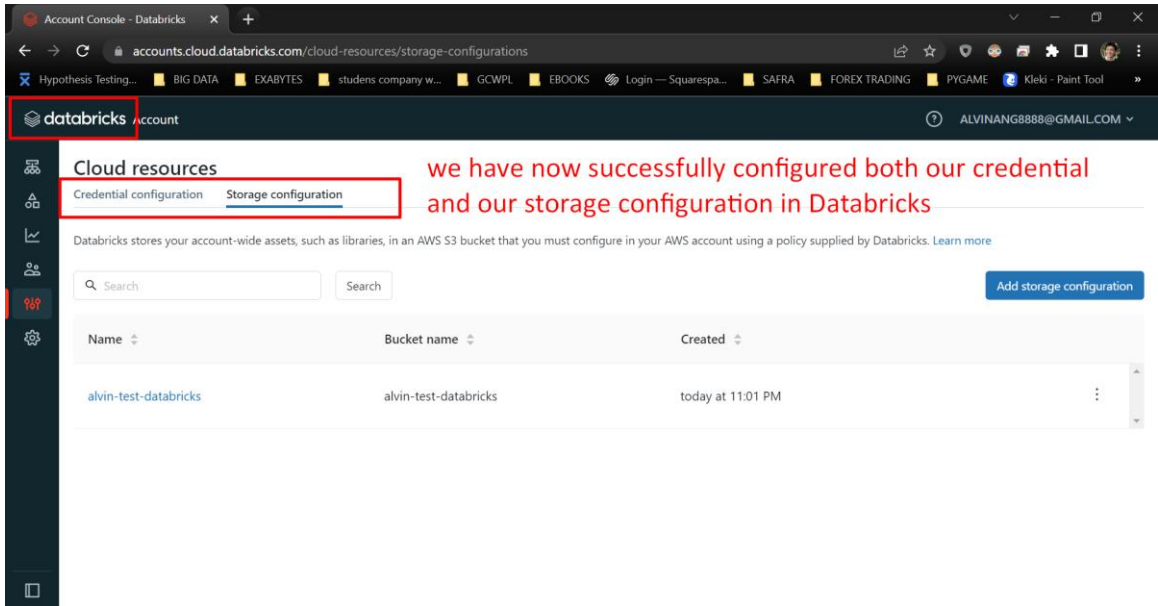 Account Console - Databricks
accounts.cloud.databricks.com/cloud-resources/storage-configurations
Hypothesis Testing... BIG DATA EXABYTES studens company w... GCWPL EBOOKS Login — Squarespa... SAFRA FOREX TRADING PYGAME Kleki - Paint Tool »
databricks Account ? ALVINANG8888@GMAIL.COM
Cloud resources
we have now successfully configured both our credential
and our storage configuration in Databricks
Credential configuration Storage configuration
Databricks stores your account-wide assets, such as libraries, in an AWS S3 bucket that you must configure in your AWS account using a policy supplied by Databricks. Learn more
Search Search Add storage configuration
Name Bucket name Created
alvin-test-databricks alvin-test-databricks today at 11:01 PM